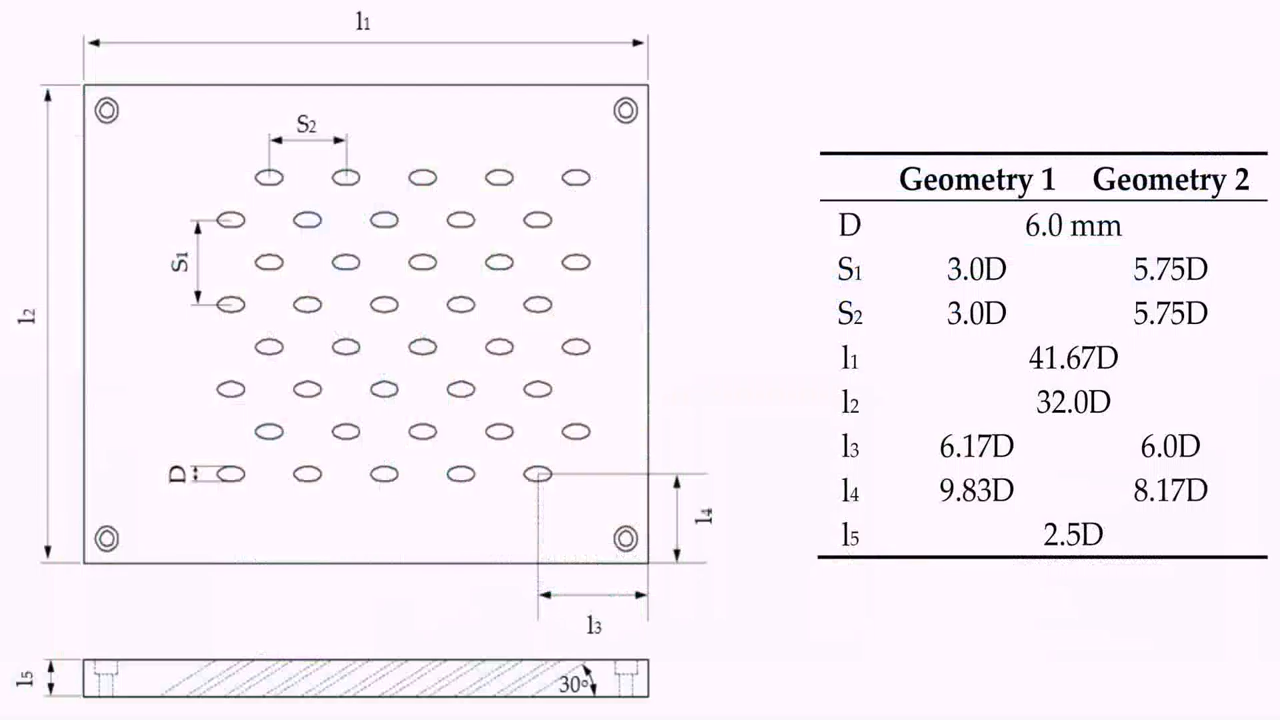 l1
S2
S1
l2
D
l4
l3
l5
30°
Geometry 1 Geometry 2
D 6.0 mm
S1 3.0D 5.75D
S2 3.0D 5.75D
l1 41.67D
l2 32.0D
l3 6.17D 6.0D
l4 9.83D 8.17D
l5 2.5D